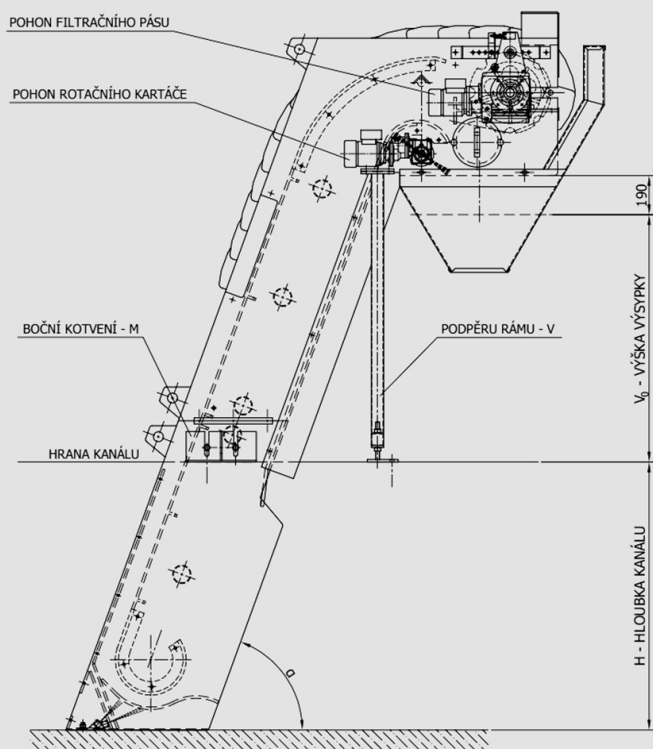 POHON FILTRAČNÍHO PÁSU
POHON ROTAČNÍHO KARTÁČE
190
BOČNÍ KOTVENÍ - M
PODPĚRU RÁMU - V
V₀ - VÝŠKA VÝSYPKY
HRANA KANÁLU
H - HLOUBKA KANÁLU
α